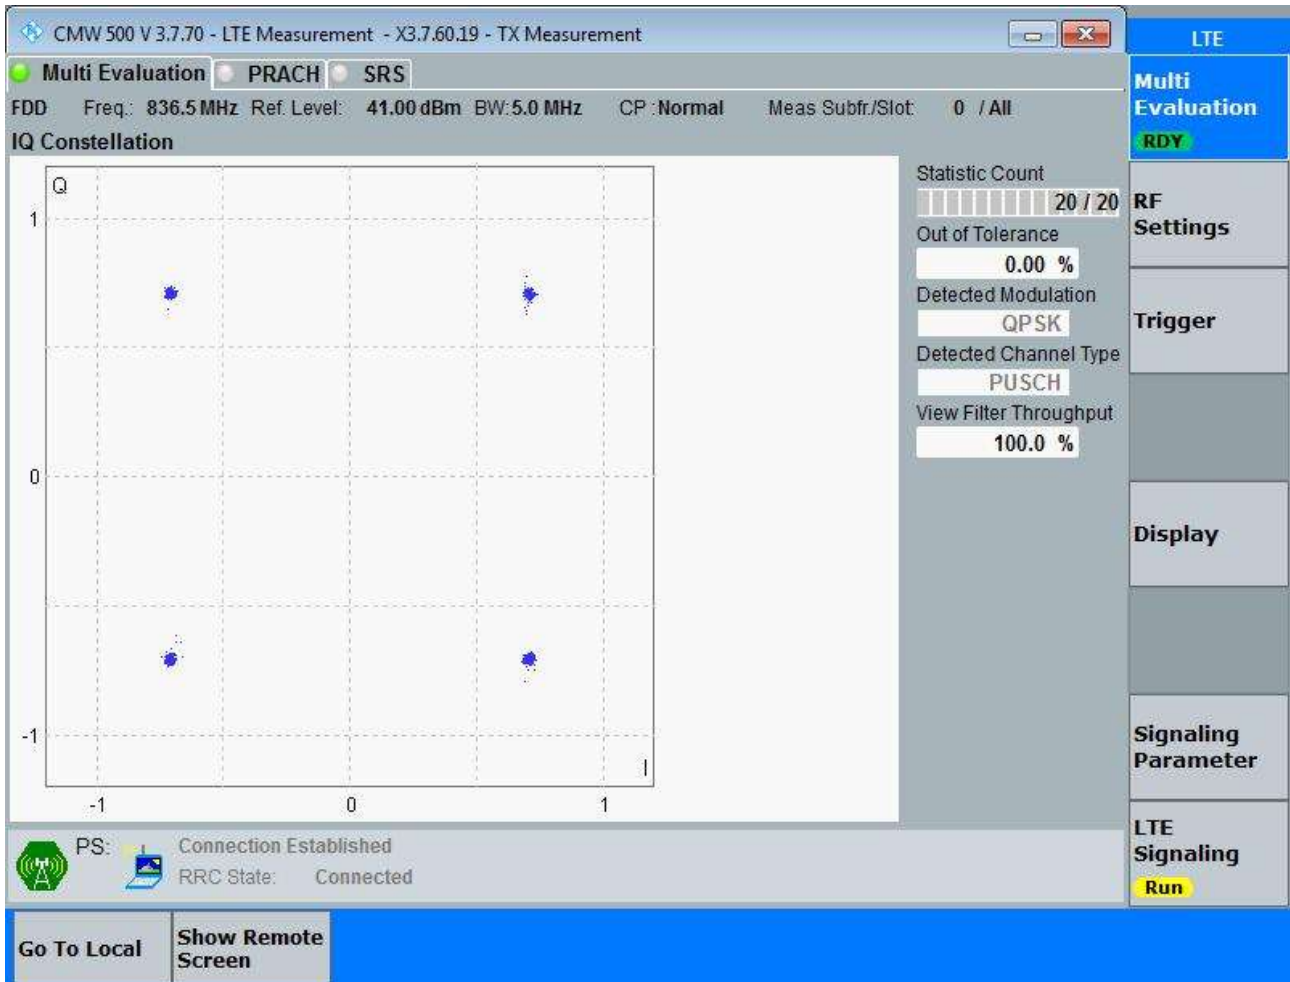 CMW 500 V 3.7.70 - LTE Measurement - X3.7.60.19 - TX Measurement
LTE
Multi Evaluation PRACH SRS
Multi
Evaluation
RDY
FDD Freq.: 836.5 MHz Ref. Level: 41.00 dBm BW: 5.0 MHz CP : Normal Meas Subfr./Slot: 0 / All
IQ Constellation
Q
1
0
-1
I
-1 0 1
Statistic Count
20 / 20
Out of Tolerance
0.00 %
Detected Modulation
QPSK
Detected Channel Type
PUSCH
View Filter Throughput
100.0 %
RF
Settings
Trigger
Display
Signaling
Parameter
LTE
Signaling
Run
PS: Connection Established
RRC State: Connected
Go To Local
Show Remote
Screen